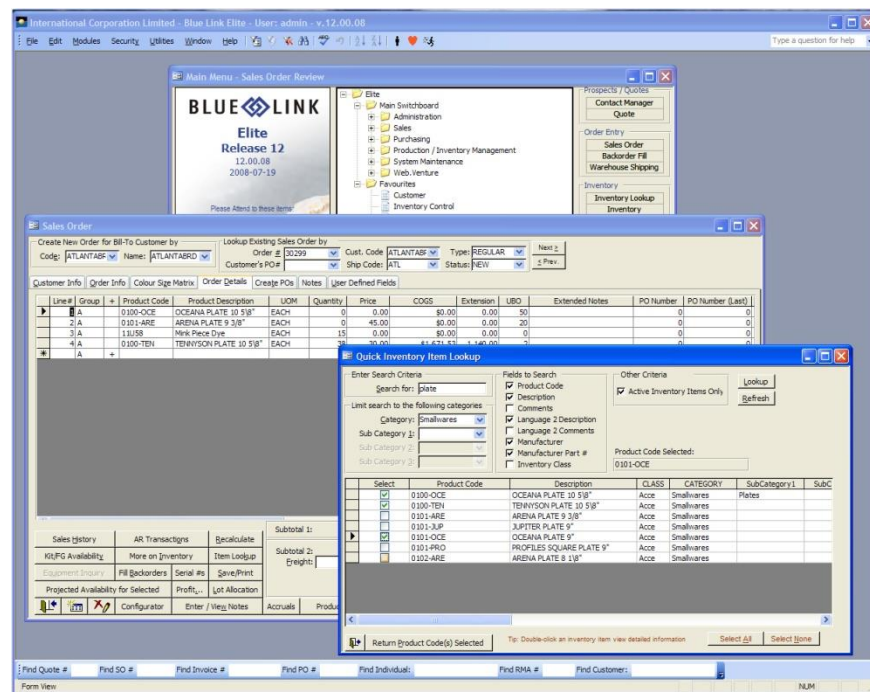 International Corporation Limited - Blue Link Elite - User: admin - v.12.00.08
File Edit Modules Security Utilities Window Help
Type a question for help
Main Menu - Sales Order Review
BLUE LINK
Elite
Release 12
12.00.08
2008-07-19
Please Attend to these items:
Elite
Main Switchboard
Administration
Sales
Purchasing
Production / Inventory Management
System Maintenance
Web.Venture
Favourites
Customer
Inventory Control
Prospects / Quotes
Contact Manager
Quote
Order Entry
Sales Order
Backorder Fill
Warehouse Shipping
Inventory
Inventory Lookup
Inventory
Sales Order
Create New Order for Bill-To Customer by
Code: ATLANTABF Name: ATLANTABRD
Lookup Existing Sales Order by
Order # 30299 Cust. Code ATLANTABF Type: REGULAR Next >
Customer's PO# Ship Code: ATL Status: NEW < Prev.
Customer Info Order Info Colour Size Matrix Order Details Create POs Notes User Defined Fields
Line# Group + Product Code Product Description UOM Quantity Price COGS Extension UBO Extended Notes PO Number PO Number (Last)
1 A 0100-OCE OCEANA PLATE 10 5\8" EACH 0 0.00 $0.00 0.00 50 0 0
2 A 0101-ARE ARENA PLATE 9 3/8" EACH 0 45.00 $0.00 0.00 20 0 0
3 A 11U58 Mink Piece Dye EACH 15 0.00 $0.00 0.00 0 0 0
4 A 0100-TEN TENNYSON PLATE 10 5\8" EACH 38 30.00 $1,671.53 1,140.00 2
A +
Quick Inventory Item Lookup
Enter Search Criteria
Search for: plate
Limit search to the following categories
Category: Smallwares
Sub Category 1:
Sub Category 2:
Sub Category 3:
Fields to Search
Product Code
Description
Comments
Language 2 Description
Language 2 Comments
Manufacturer
Manufacturer Part #
Inventory Class
Other Criteria
Active Inventory Items Only
Lookup
Refresh
Product Code Selected:
0101-OCE
Select Product Code Description CLASS CATEGORY SubCategory1 SubC
0100-OCE OCEANA PLATE 10 5\8" Acce Smallwares Plates
0100-TEN TENNYSON PLATE 10 5\8" Acce Smallwares
0101-ARE ARENA PLATE 9 3/8" Acce Smallwares
0101-JUP JUPITER PLATE 9" Acce Smallwares
0101-OCE OCEANA PLATE 9" Acce Smallwares
0101-PRO PROFILES SQUARE PLATE 9" Acce Smallwares
0102-ARE ARENA PLATE 8 1\8" Acce Smallwares
Return Product Code(s) Selected
Tip: Double-click an inventory item view detailed information
Select All Select None
Sales History AR Transactions Recalculate
Kit/FG Availability More on Inventory Item Lookup
Equipment Inquiry Fill Backorders Serial #s Save/Print
Projected Availability for Selected Profit... Lot Allocation
Configurator Enter / View Notes Accruals Produc
Subtotal 1:
Subtotal 2:
Freight:
Find Quote # Find SO # Find Invoice # Find PO # Find Individual: Find RMA # Find Customer:
Form View NUM